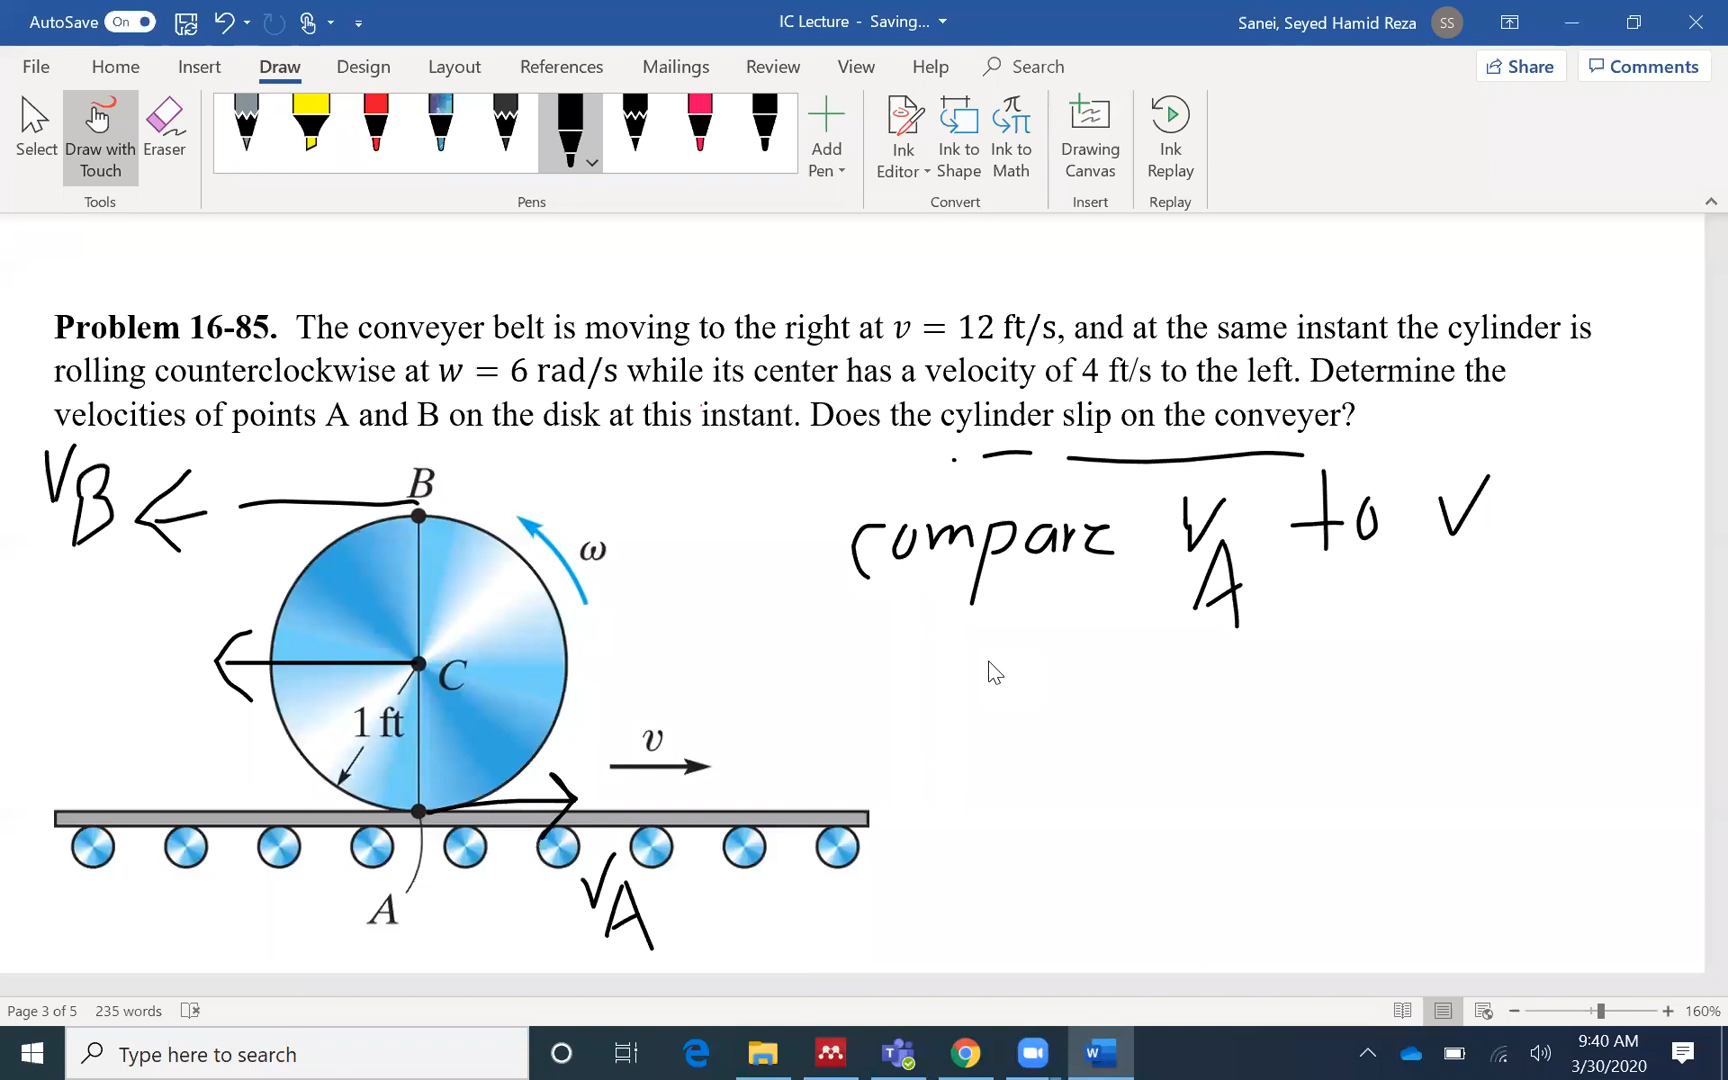 AutoSave On IC Lecture - Saving... Sanei, Seyed Hamid Reza SS
File Home Insert Draw Design Layout References Mailings Review View Help Search Share Comments
Select Draw with Touch Eraser Add Pen Ink Editor Ink to Shape Ink to Math Drawing Canvas Ink Replay
Tools Pens Convert Insert Replay
Problem 16-85. The conveyer belt is moving to the right at v = 12 ft/s, and at the same instant the cylinder is
rolling counterclockwise at w = 6 rad/s while its center has a velocity of 4 ft/s to the left. Determine the
velocities of points A and B on the disk at this instant. Does the cylinder slip on the conveyer?
VB
B
ω
compare VA to V
C
1 ft
v
A
VA
Page 3 of 5 235 words 160%
Type here to search
9:40 AM
3/30/2020